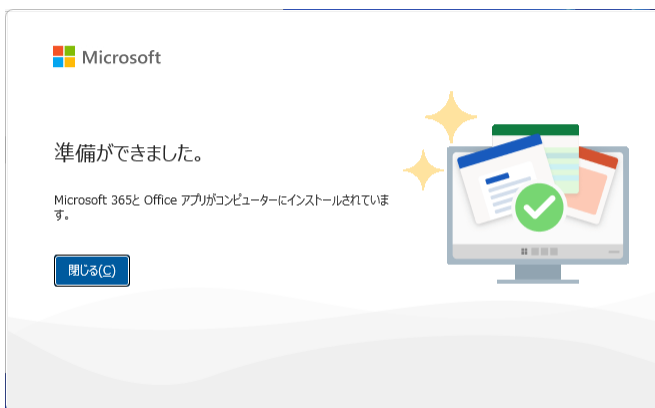 Microsoft
準備ができました。
Microsoft 365と Office アプリがコンピューターにインストールされていま
す。
閉じる(C)